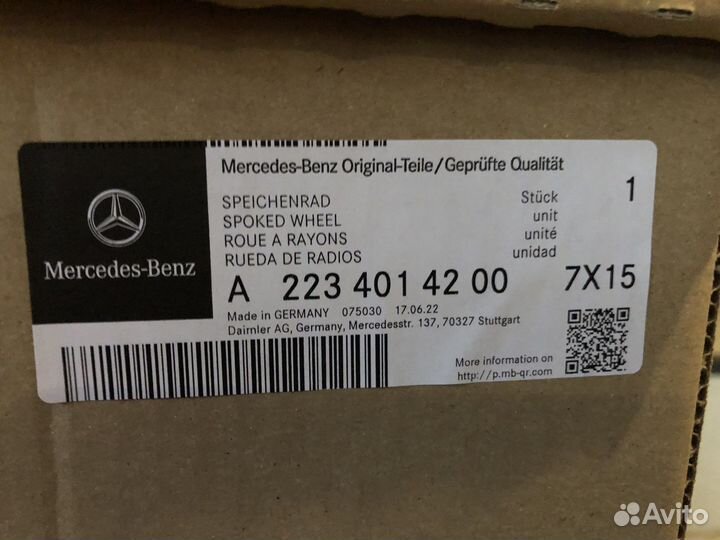 Mercedes-Benz
Mercedes-Benz Original-Teile/Geprüfte Qualität
SPEICHENRAD
SPOKED WHEEL
ROUE A RAYONS
RUEDA DE RADIOS
Stück
unit
unité
unidad
1
A 223 401 42 00 7X15
Made in GERMANY 075030 17.06.22
Daimler AG, Germany, Mercedesstr. 137, 70327 Stuttgart
More information on
http://p.mb-qr.com/
Avito